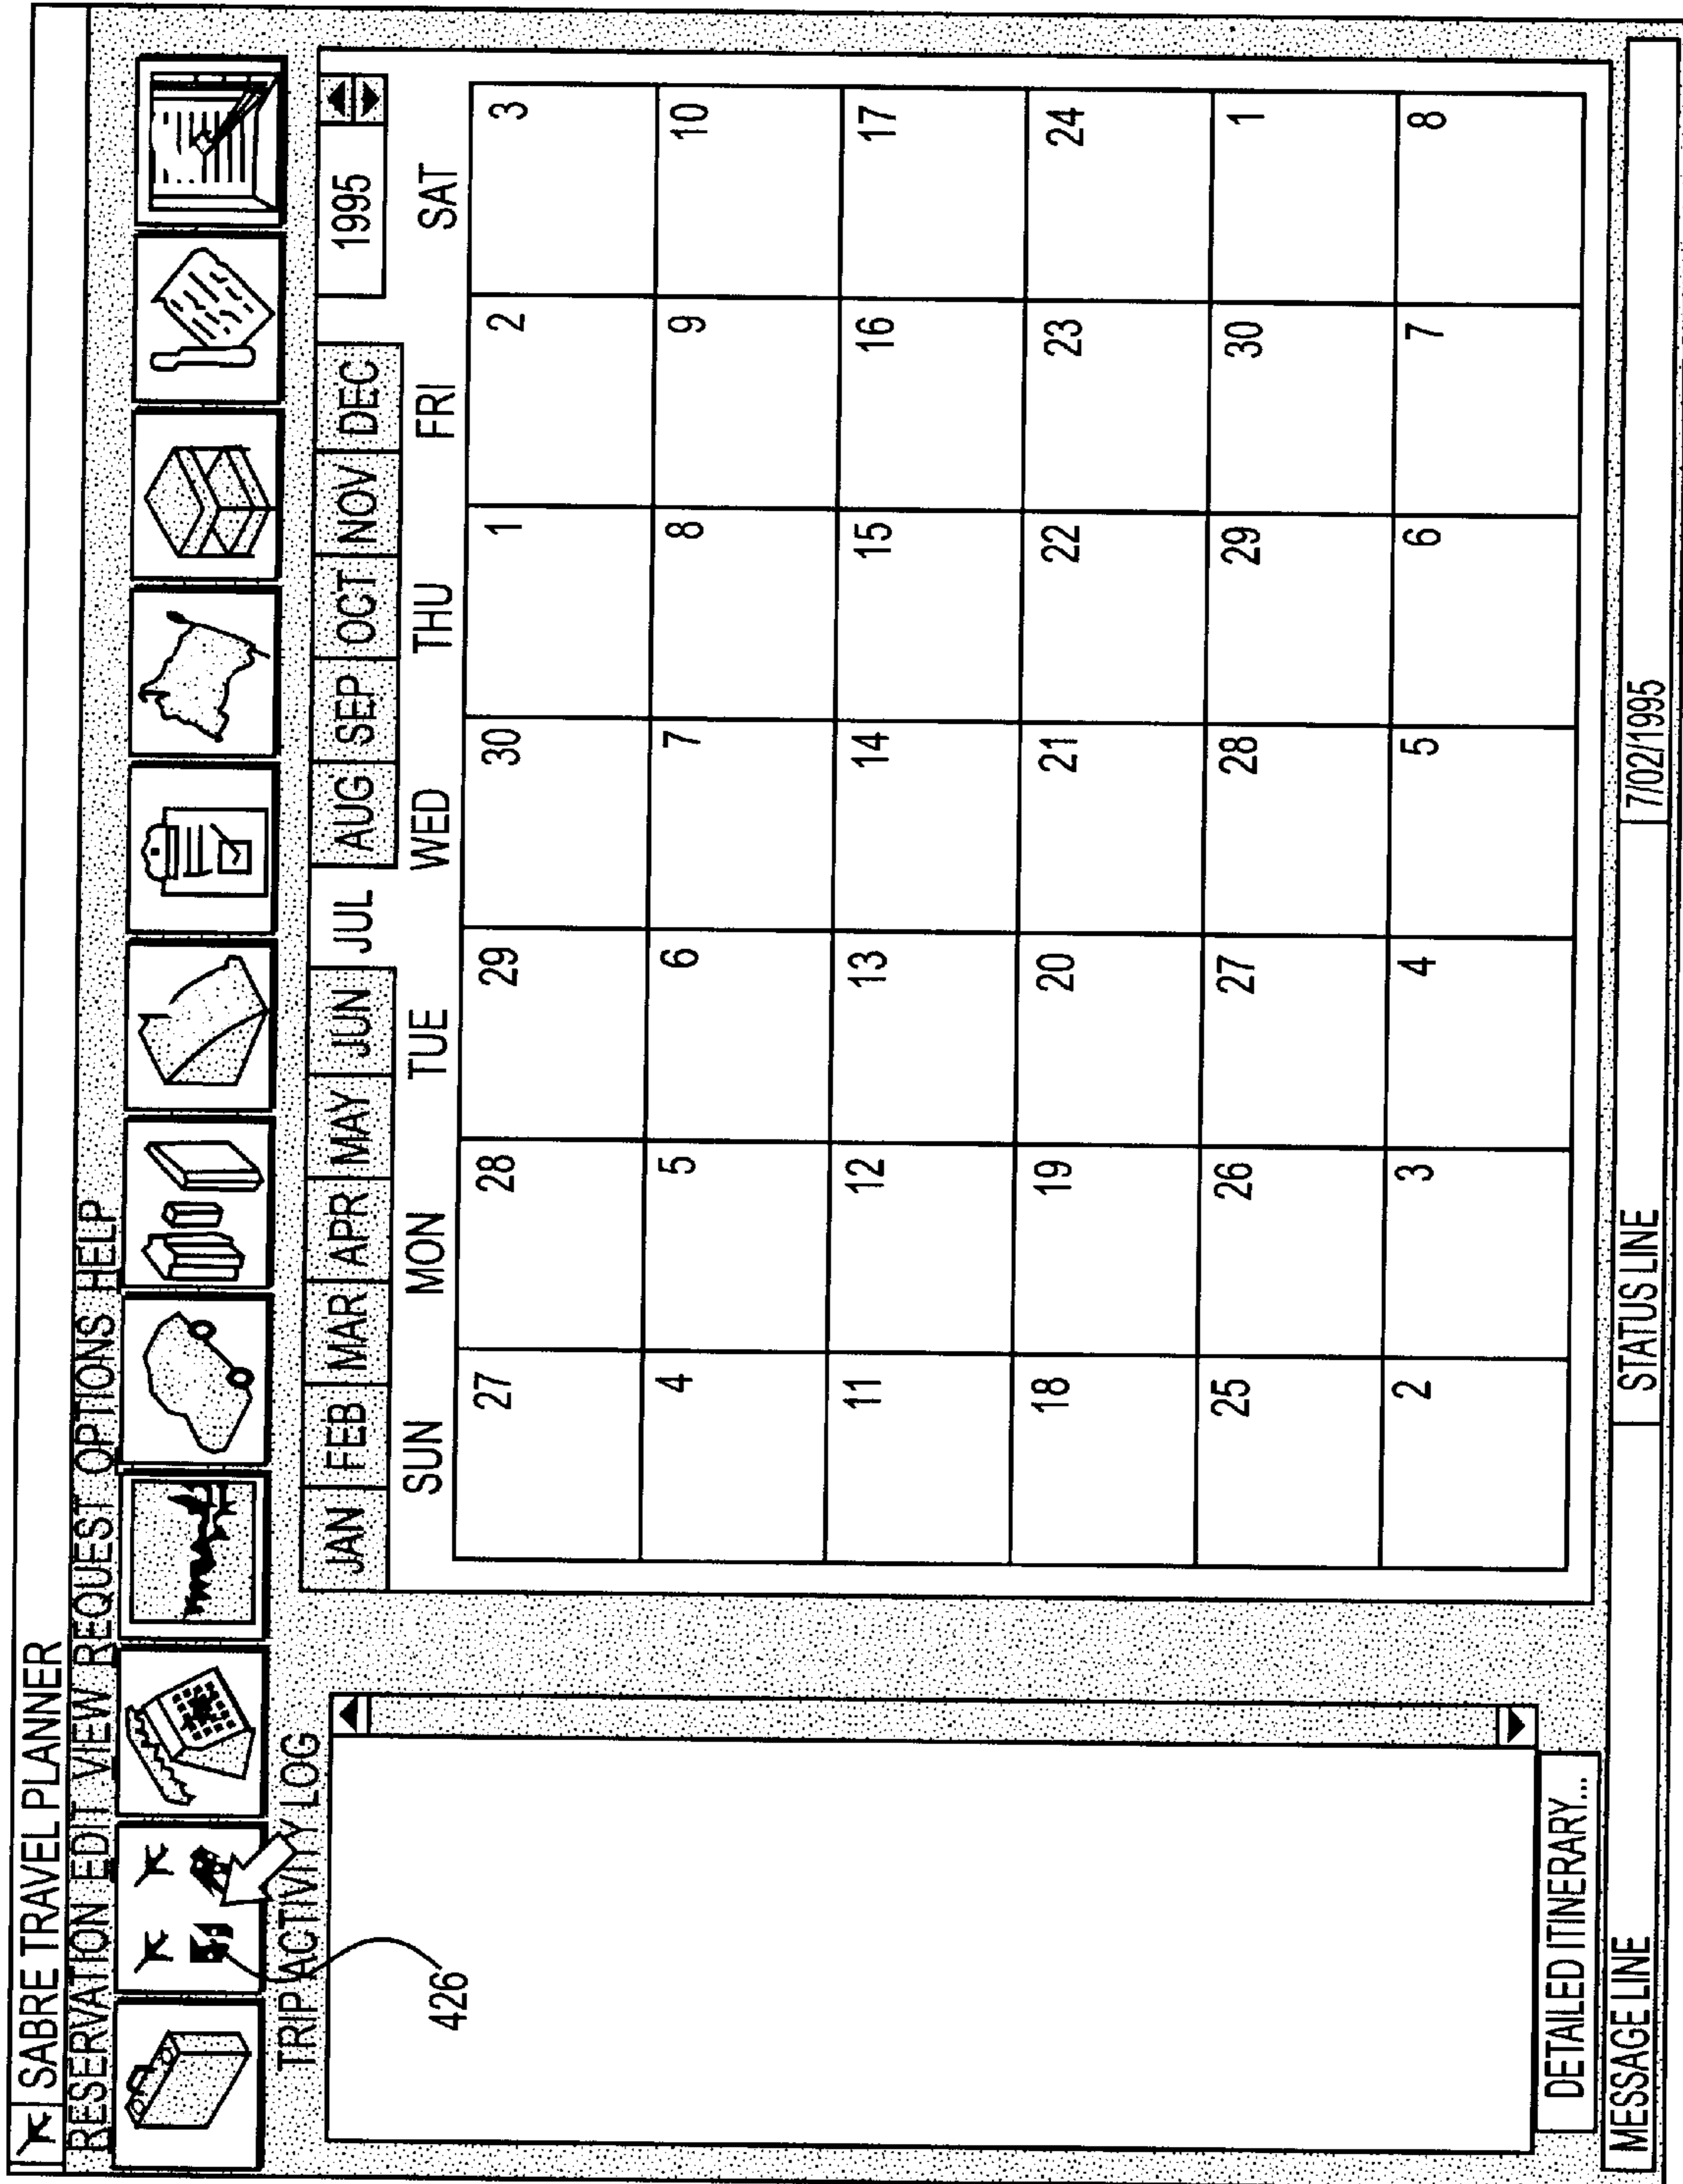 SABRE TRAVEL PLANNER
RESERVATION EDIT VIEW REQUEST OPTIONS HELP
TRIP ACTIVITY LOG
426
DETAILED ITINERARY...
JAN FEB MAR APR MAY JUN JUL AUG SEP OCT NOV DEC 1995
SUN MON TUE WED THU FRI SAT
27 28 29 30 1 2 3
4 5 6 7 8 9 10
11 12 13 14 15 16 17
18 19 20 21 22 23 24
25 26 27 28 29 30 1
2 3 4 5 6 7 8
MESSAGE LINE STATUS LINE 7/02/1995